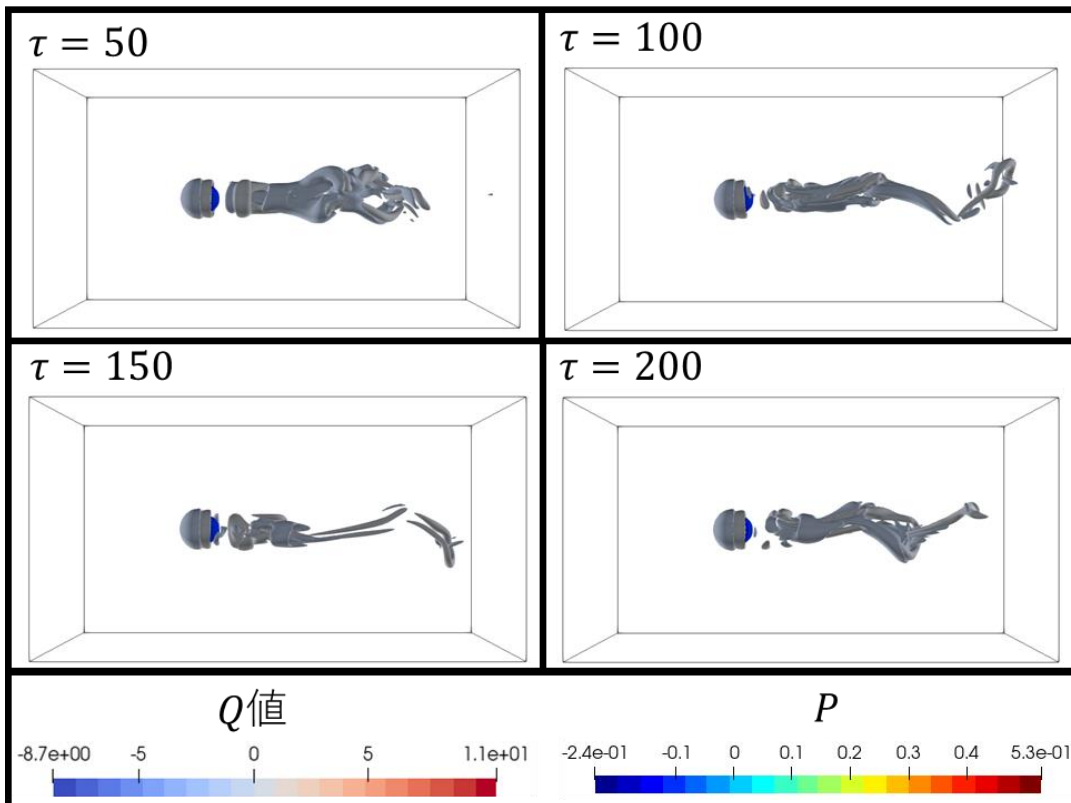 τ = 50
τ = 100
τ = 150
τ = 200
Q値
-8.7e+00 -5 0 5 1.1e+01
P
-2.4e-01 -0.1 0 0.1 0.2 0.3 0.4 5.3e-01